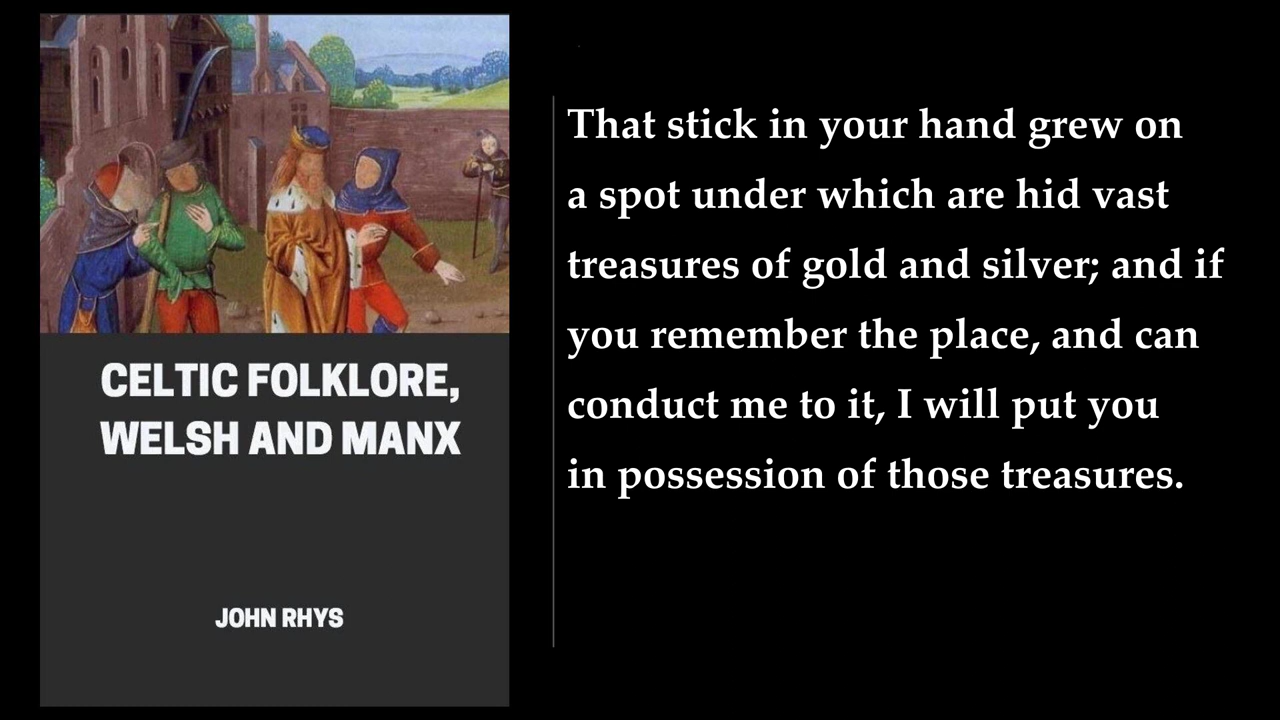 CELTIC FOLKLORE,
WELSH AND MANX
JOHN RHYS
That stick in your hand grew on
a spot under which are hid vast
treasures of gold and silver; and if
you remember the place, and can
conduct me to it, I will put you
in possession of those treasures.